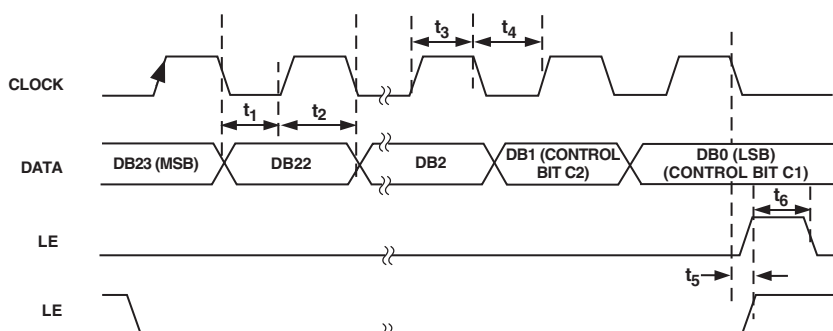 t3 t4
CLOCK
t1 t2
DATA
DB23 (MSB) DB22 DB2 DB1 (CONTROL BIT C2) DB0 (LSB) (CONTROL BIT C1)
t6
LE
t5
LE